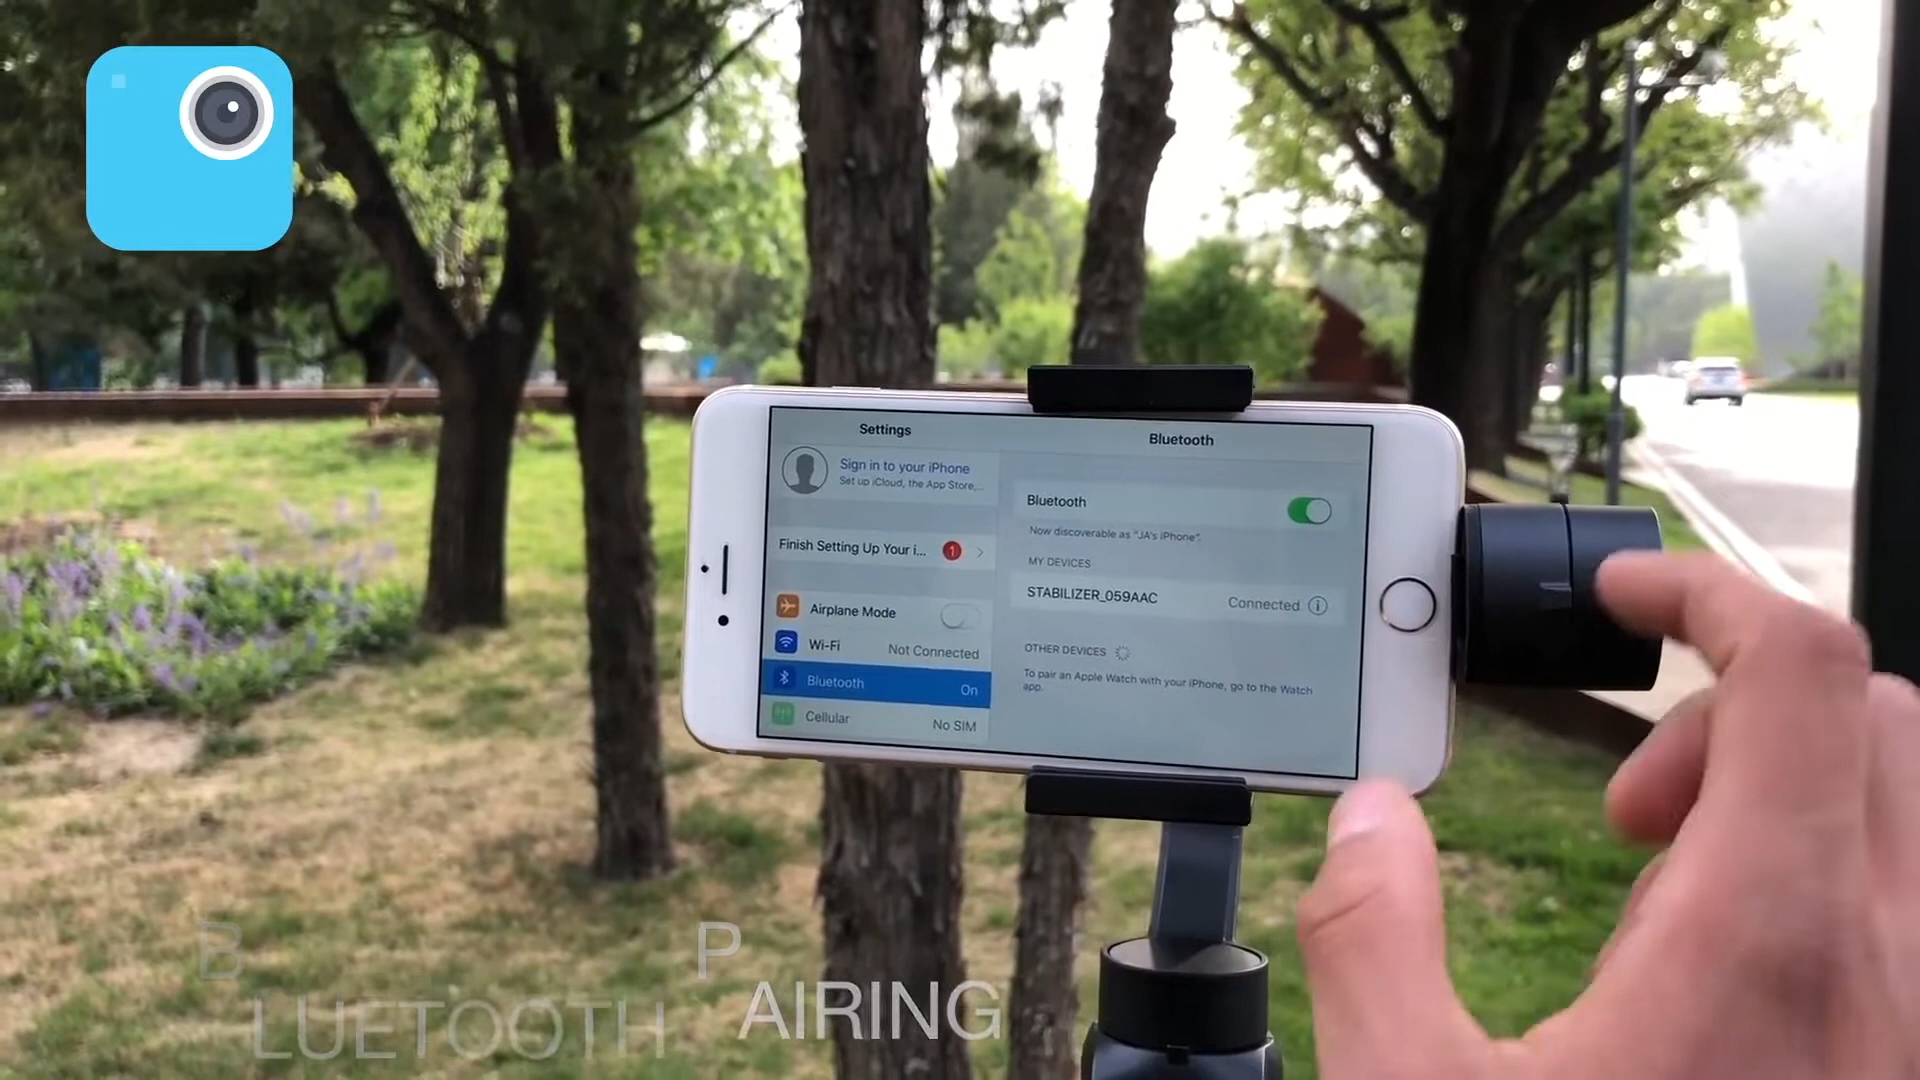 Settings
Sign in to your iPhone
Set up iCloud, the App Store,...
Finish Setting Up Your i... 1
Airplane Mode
Wi-Fi Not Connected
Bluetooth On
Cellular No SIM
Bluetooth
Bluetooth
Now discoverable as "JA's iPhone".
MY DEVICES
STABILIZER_059AAC Connected
OTHER DEVICES
To pair an Apple Watch with your iPhone, go to the Watch
app.
BLUETOOTH PAIRING